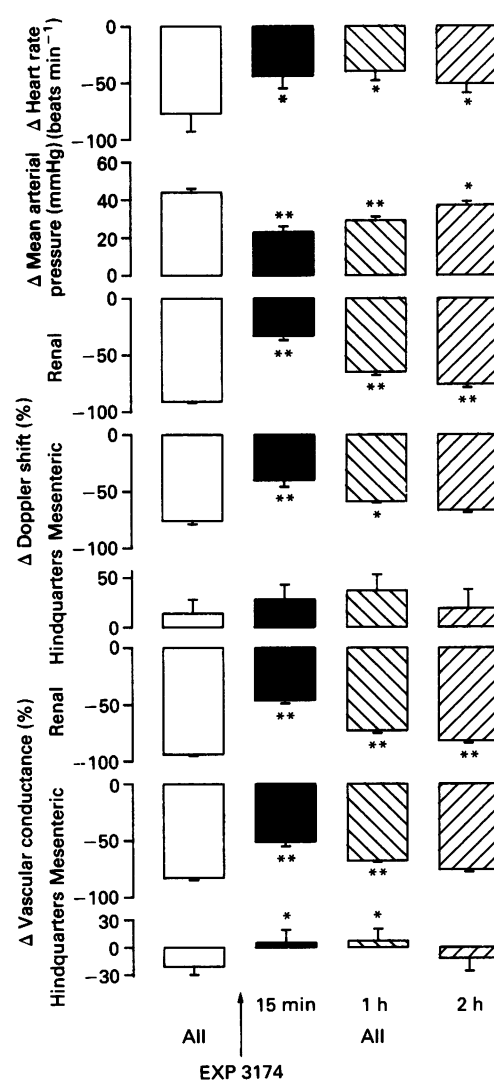 Δ Heart rate
(beats min⁻¹)
0
−50
−100
*
*
*
Δ Mean arterial
pressure (mmHg)
60
40
20
0
**
**
*
Δ Doppler shift (%)
Renal
0
−50
−100
**
**
**
Mesenteric
0
−50
−100
**
*
Hindquarters
50
0
Δ Vascular conductance (%)
Renal
0
−50
−100
**
**
**
Mesenteric
0
−50
−100
**
**
Hindquarters
30
0
−30
*
*
15 min
1 h
2 h
AII
AII
EXP 3174